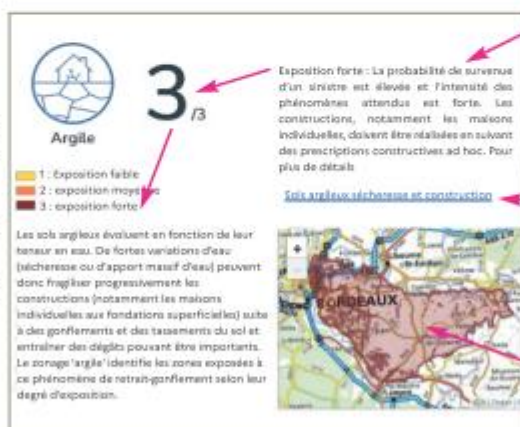 3/3
Argile
1 : Exposition faible
2 : exposition moyenne
3 : exposition forte
Les sols argileux évoluent en fonction de leur
teneur en eau. De fortes variations d'eau
(sécheresse ou d'apport massif d'eau) peuvent
donc fragiliser progressivement les
constructions (notamment les maisons
individuelles aux fondations superficielles) suite
à des gonflements et des tassements du sol et
entraîner des dégâts pouvant être importants.
Le zonage 'argile' identifie les zones exposées à
ce phénomène de retrait-gonflement selon leur
degré d'exposition.
Exposition forte : La probabilité de survenue
d'un sinistre est élevée et l'intensité des
phénomènes attendus est forte. Les
constructions, notamment les maisons
individuelles, doivent être réalisées en suivant
des prescriptions constructives ad hoc. Pour
plus de détails
Sols argileux sécheresse et construction
+
BORDEAUX